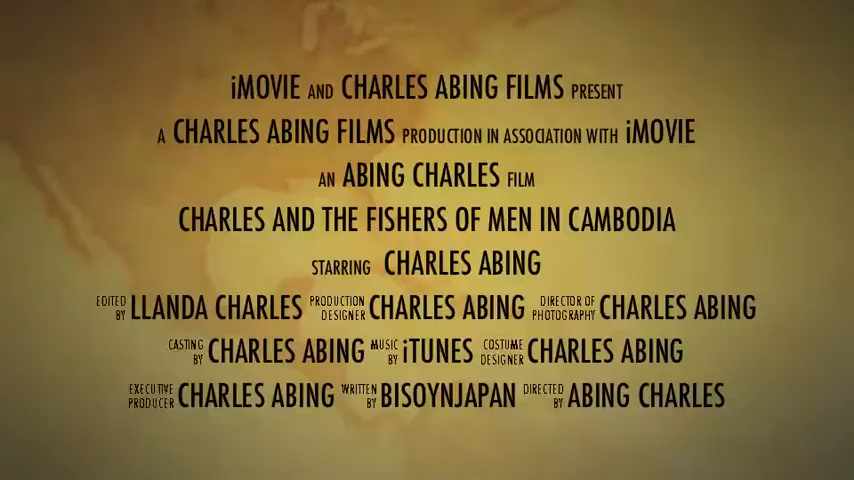 iMOVIE AND CHARLES ABING FILMS PRESENT
A CHARLES ABING FILMS PRODUCTION IN ASSOCIATION WITH iMOVIE
AN ABING CHARLES FILM
CHARLES AND THE FISHERS OF MEN IN CAMBODIA
STARRING CHARLES ABING
EDITED BY LLANDA CHARLES PRODUCTION DESIGNER CHARLES ABING DIRECTOR OF PHOTOGRAPHY CHARLES ABING
CASTING BY CHARLES ABING MUSIC BY iTUNES COSTUME DESIGNER CHARLES ABING
EXECUTIVE PRODUCER CHARLES ABING WRITTEN BY BISOYNJAPAN DIRECTED BY ABING CHARLES